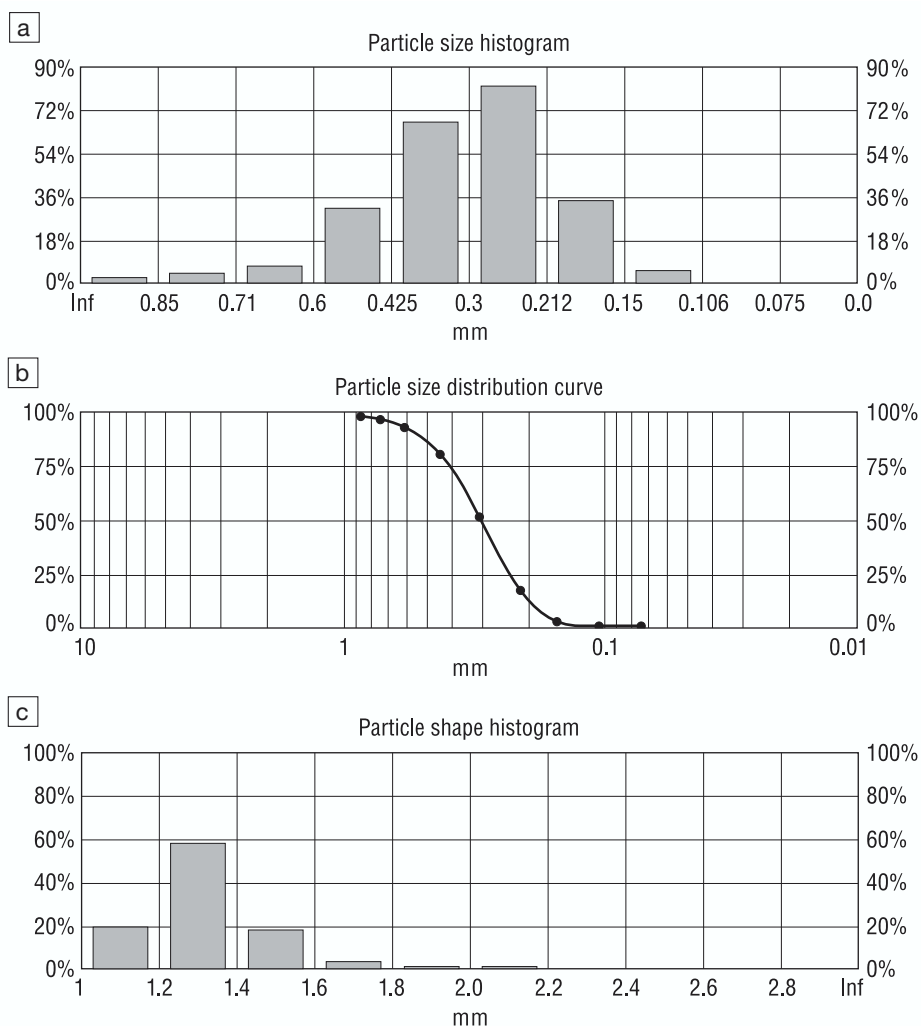 a
Particle size histogram
90% 90%
72% 72%
54% 54%
36% 36%
18% 18%
0% 0%
Inf 0.85 0.71 0.6 0.425 0.3 0.212 0.15 0.106 0.075 0.0
mm
b
Particle size distribution curve
100% 100%
75% 75%
50% 50%
25% 25%
0% 0%
10 1 0.1 0.01
mm
c
Particle shape histogram
100% 100%
80% 80%
60% 60%
40% 40%
20% 20%
0% 0%
1 1.2 1.4 1.6 1.8 2.0 2.2 2.4 2.6 2.8 Inf
mm